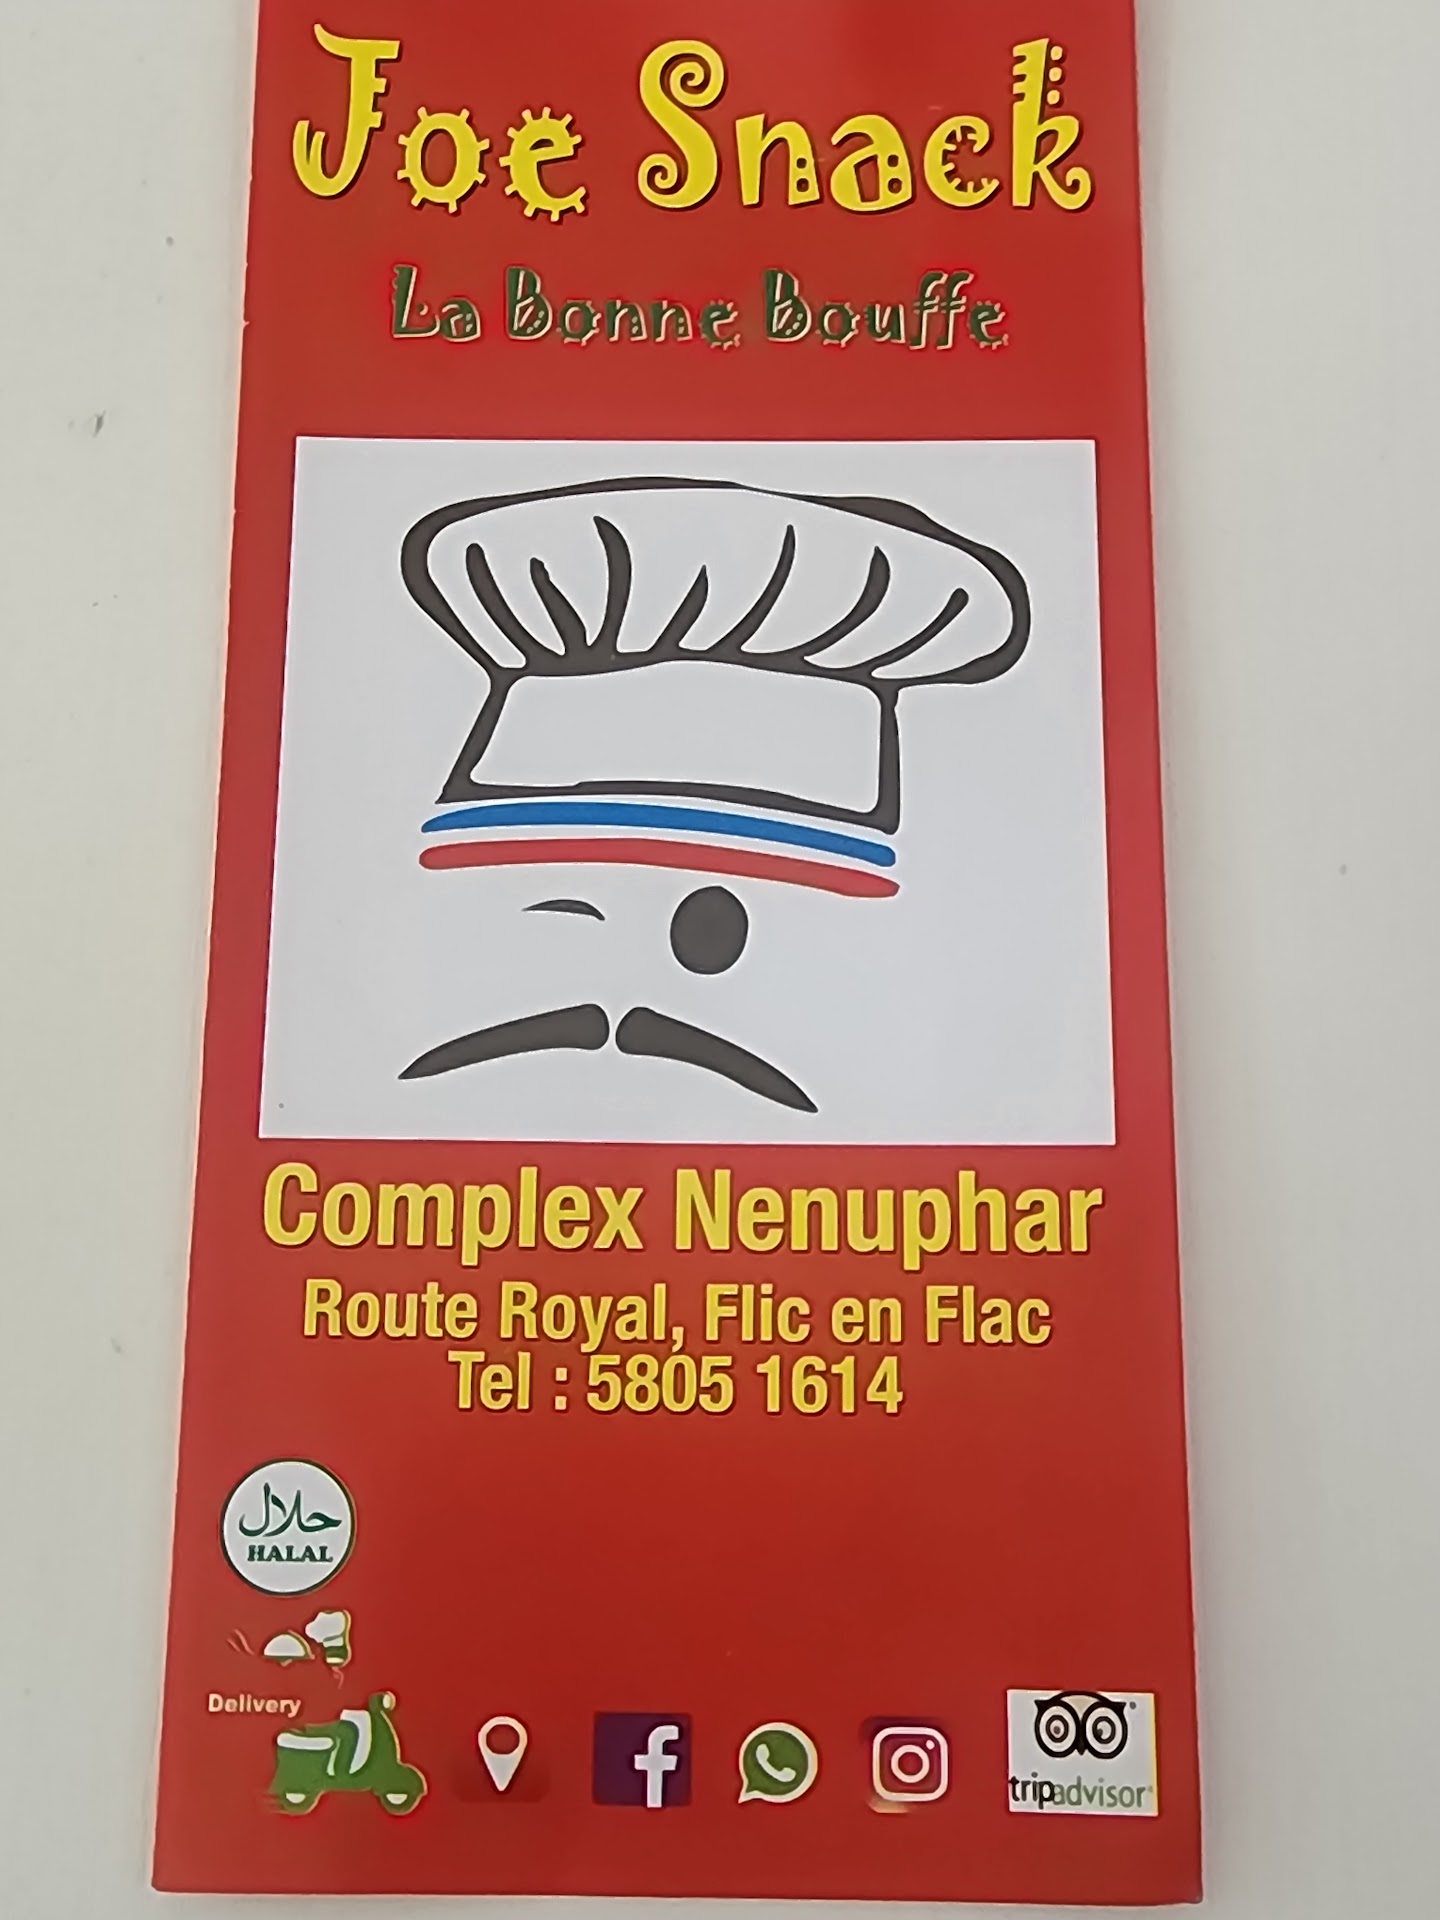 Joe Snack
La Bonne Bouffe
Complex Nenuphar
Route Royal, Flic en Flac
Tel : 5805 1614
حلال
HALAL
Delivery
tripadvisor®